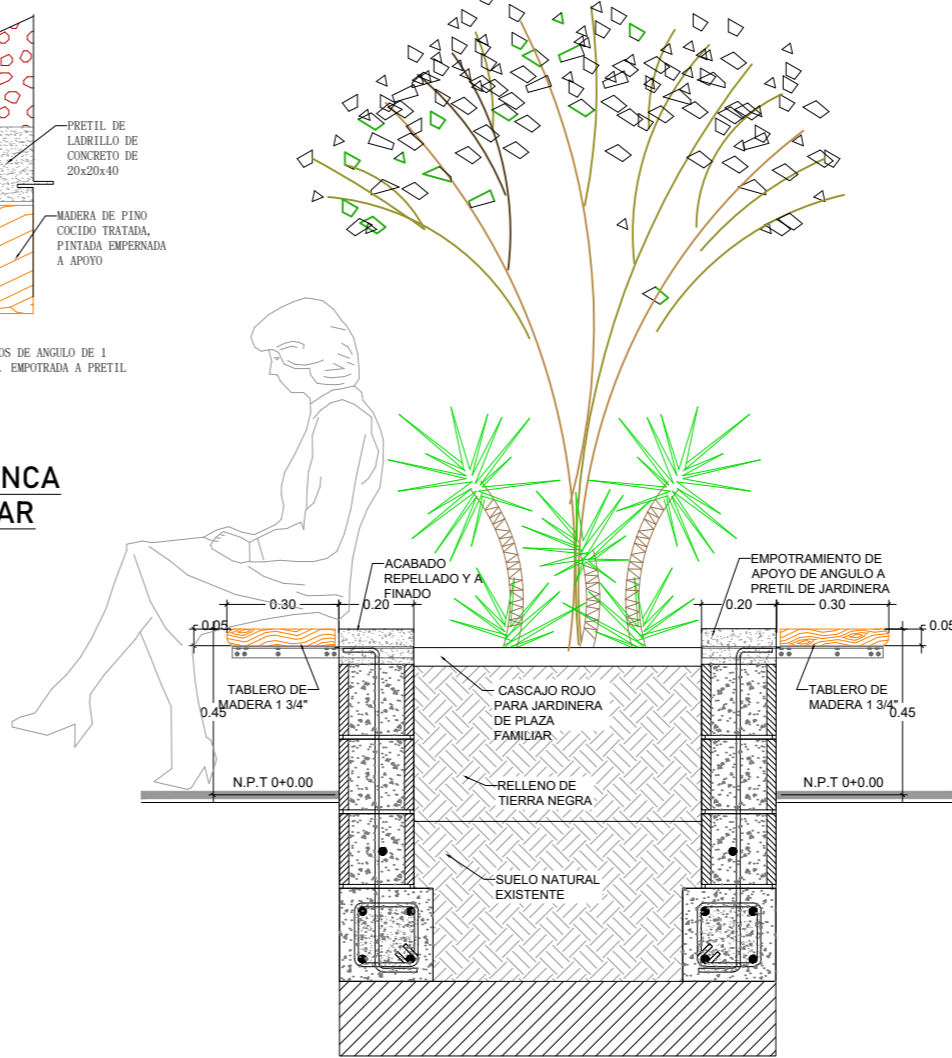 PRETIL DE
LADRILLO DE
CONCRETO DE
20x20x40
MADERA DE PINO
COCIDO TRATADA,
PINTADA EMPERNADA
A APOYO
OS DE ANGULO DE 1
. EMPOTRADA A PRETIL
NCA
AR
ACABADO
REPELLADO Y A
FINADO
EMPOTRAMIENTO DE
APOYO DE ANGULO A
PRETIL DE JARDINERA
0.30
0.20
0.20
0.30
0.05
0.05
TABLERO DE
MADERA 1 3/4"
0.45
CASCAJO ROJO
PARA JARDINERA
DE PLAZA
FAMILIAR
TABLERO DE
MADERA 1 3/4"
0.45
N.P.T 0+0.00
RELLENO DE
TIERRA NEGRA
N.P.T 0+0.00
SUELO NATURAL
EXISTENTE